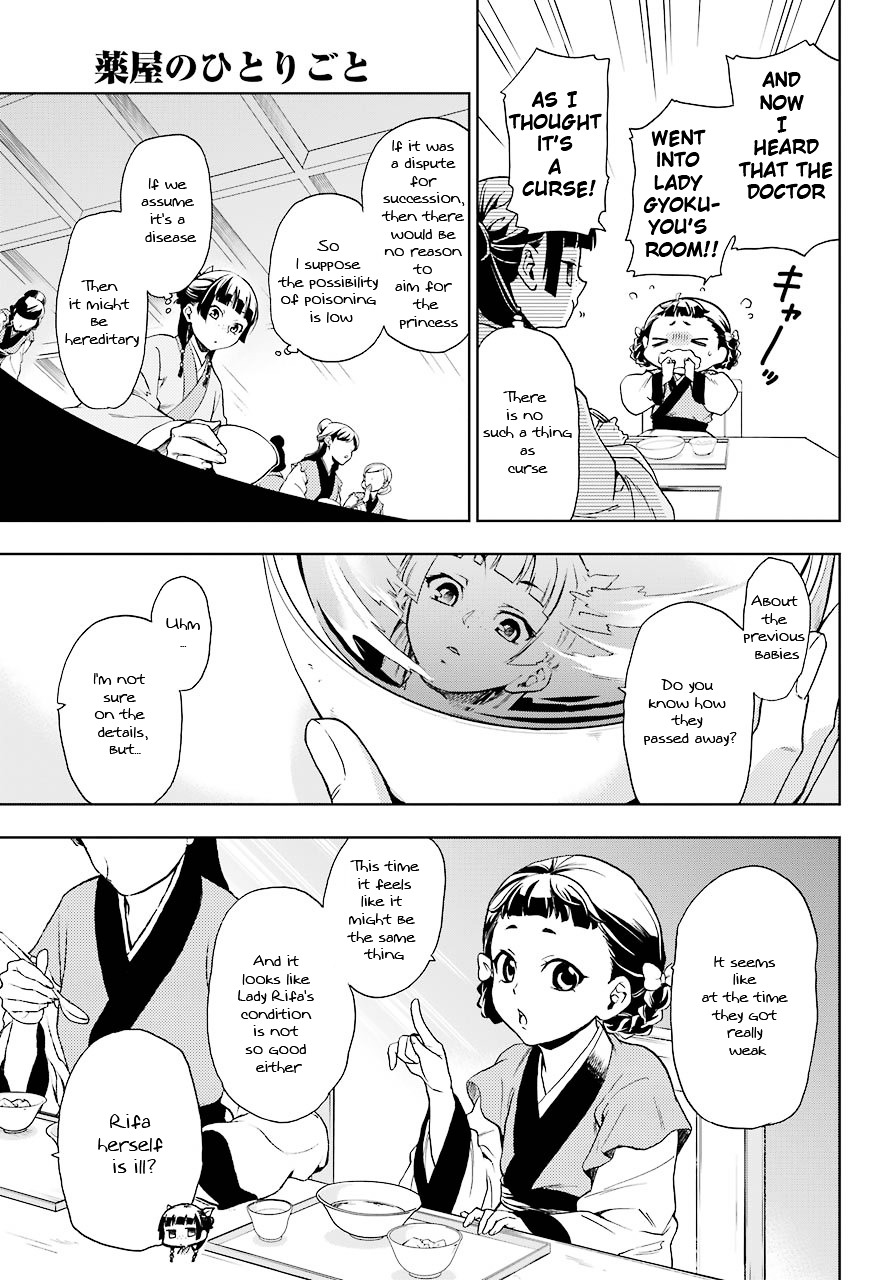 薬屋のひとりごと
AND
NOW
I
HEARD
THAT THE
DOCTOR
WENT
INTO
LADY
GYOKU-
YOU'S
ROOM!!
AS I
THOUGHT
IT'S
A
CURSE!
キャーッ
There
is no
such a thing
as
curse
If it was
a dispute
for
succession,
then there
would be
no reason
to
aim for
the
princess
So
I suppose
the possibility
of poisoning
is low
If we
assume
it's a
disease
Then
it might
be
hereditary
About
the
previous
babies
Do you
know how
they
passed away?
Uhm
...
I'm not
sure
on the
details,
but...
It seems
like
at the time
they got
really
weak
This time
it feels
like it
might be
the same
thing
And it
looks like
Lady Rifa's
condition
is not
so good
either
Rifa
herself
is ill?